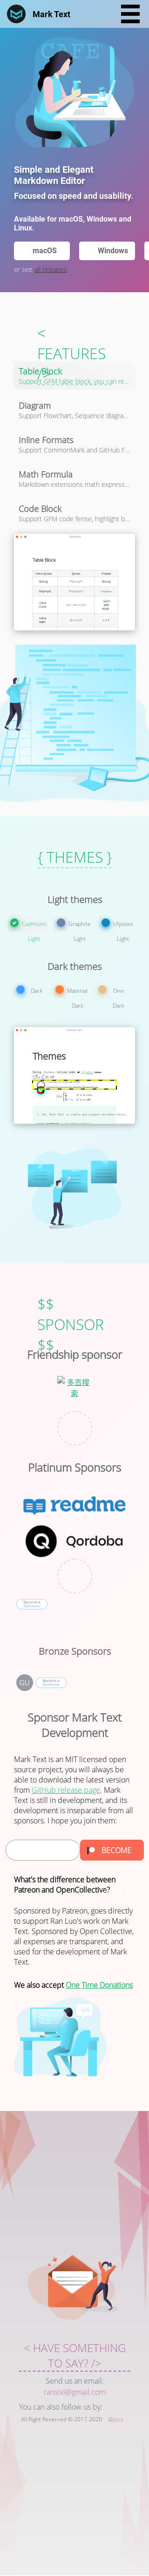 Mark Text
CAFE
Simple and Elegant
Markdown Editor
Focused on speed and usability.
Available for macOS, Windows and
Linux.
macOS
Windows
or see all releases
<
FEATURES
/>
Table Block
Support GFM table block, you can re...
Diagram
Support Flowchart, Sequence diagra...
Inline Formats
Support CommonMark and GitHub F...
Math Formula
Markdown extensions math express...
Code Block
Support GFM code fense, highlight b...
Table Block
{ THEMES }
Light themes
Cadmium
Light
Graphite
Light
Ulysses
Light
Dark themes
Dark
Material
Dark
One
Dark
Themes
$$
SPONSOR
$$
Friendship sponsor
多吉搜
索
Platinum Sponsors
readme
Qordoba
Become a
Sponsors
Bronze Sponsors
GU
Become a
Sponsors
Sponsor Mark Text
Development
Mark Text is an MIT licensed open
source project, you will always be able
to download the latest version
from GitHub release page. Mark
Text is still in development, and its
development is inseparable from all
sponsors. I hope you join them:
BECOME
What's the difference between
Patreon and OpenCollective?
Sponsored by Patreon, goes directly
to support Ran Luo's work on Mark
Text. Sponsored by Open Collective,
all expenses are transparent, and
used for the development of Mark
Text.
We also accept One Time Donations
< HAVE SOMETHING
TO SAY? />
Send us an email:
ransixi@gmail.com
You can also follow us by:
All Right Reserved © 2017-2020 @Jocs